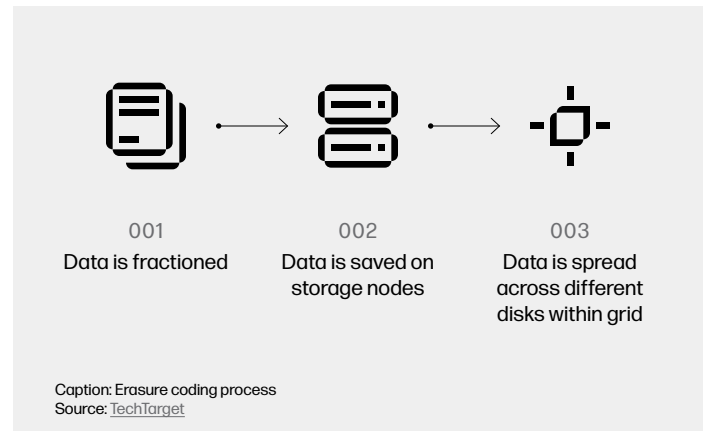 001
Data is fractioned
002
Data is saved on
storage nodes
003
Data is spread
across different
disks within grid
Caption: Erasure coding process
Source: TechTarget